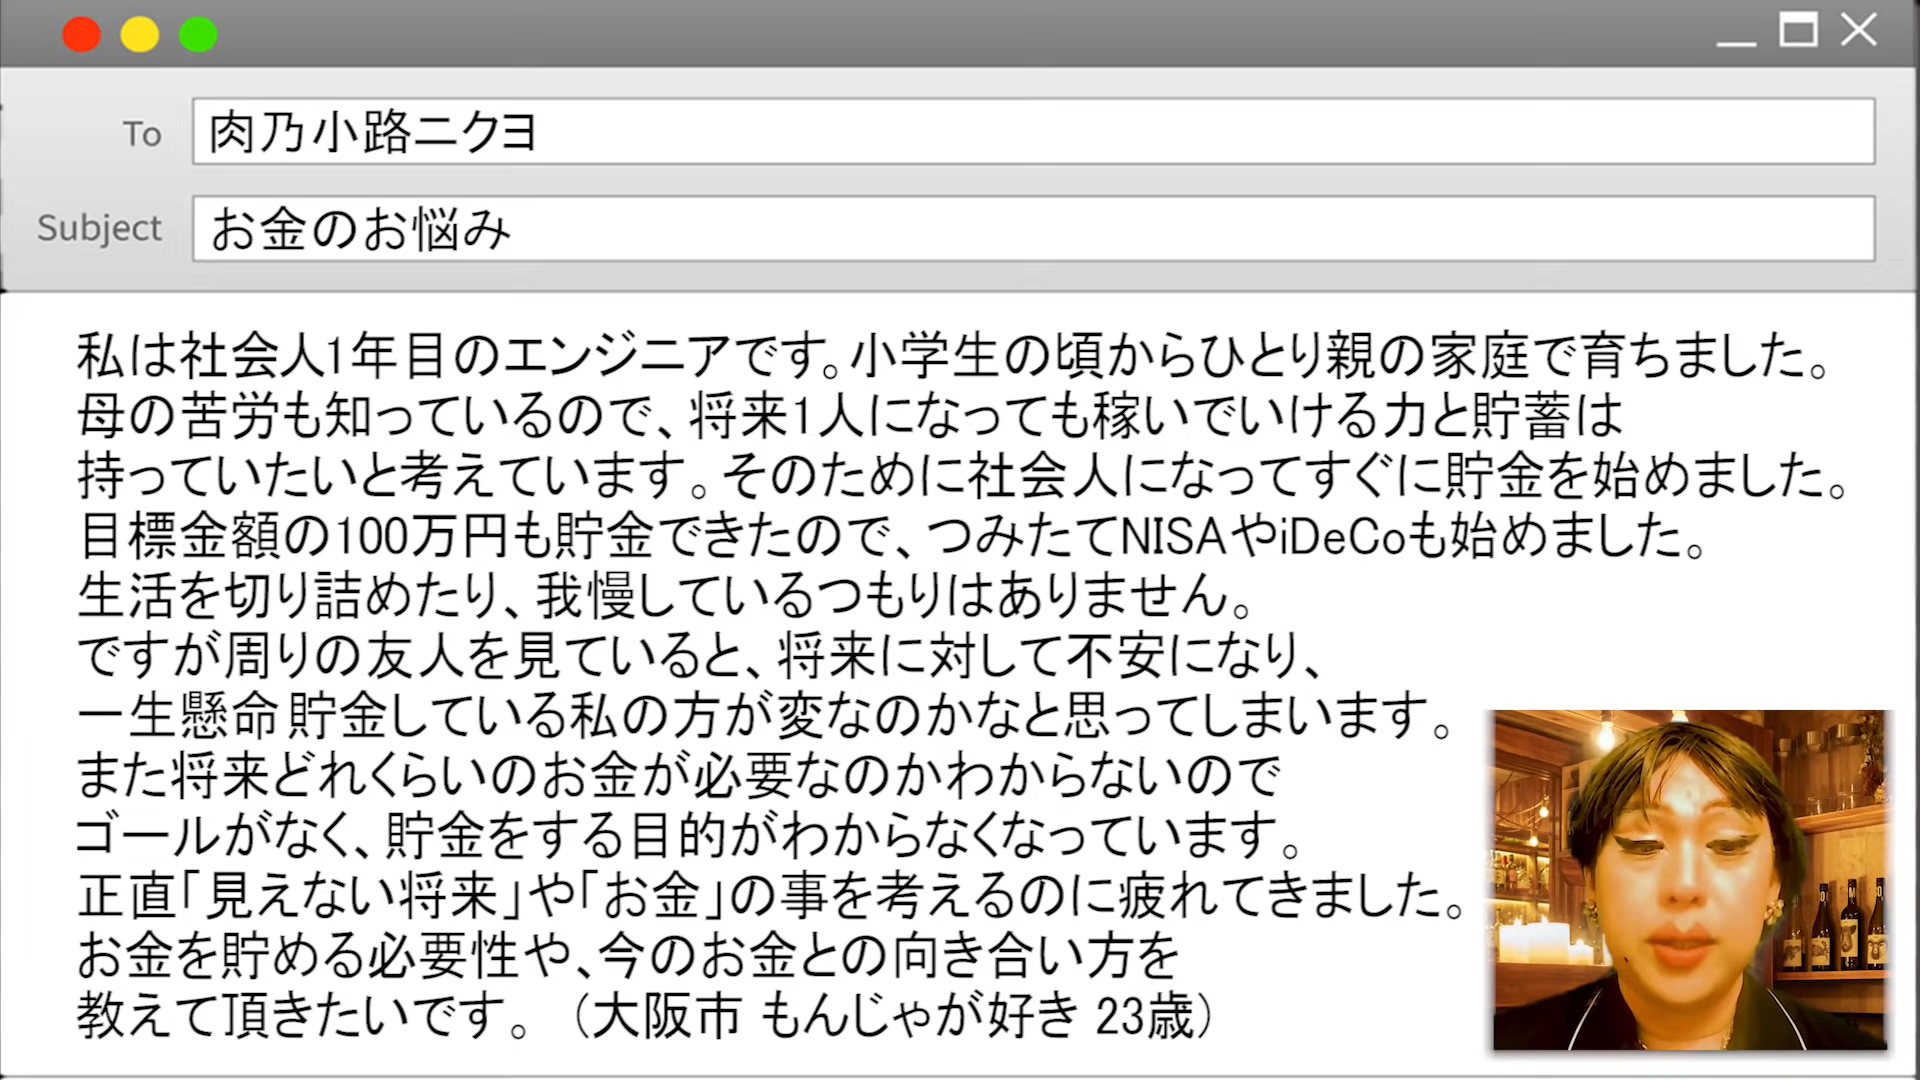 To
肉乃小路ニクヨ
Subject
お金のお悩み
私は社会人1年目のエンジニアです。小学生の頃からひとり親の家庭で育ちました。
母の苦労も知っているので、将来1人になっても稼いでいける力と貯蓄は
持っていたいと考えています。そのために社会人になってすぐに貯金を始めました。
目標金額の100万円も貯金できたので、つみたてNISAやiDeCoも始めました。
生活を切り詰めたり、我慢しているつもりはありません。
ですが周りの友人を見ていると、将来に対して不安になり、
一生懸命貯金している私の方が変なのかなと思ってしまいます。
また将来どれくらいのお金が必要なのかわからないので
ゴールがなく、貯金をする目的がわからなくなっています。
正直「見えない将来」や「お金」の事を考えるのに疲れてきました。
お金を貯める必要性や、今のお金との向き合い方を
教えて頂きたいです。（大阪市 もんじゃが好き 23歳）